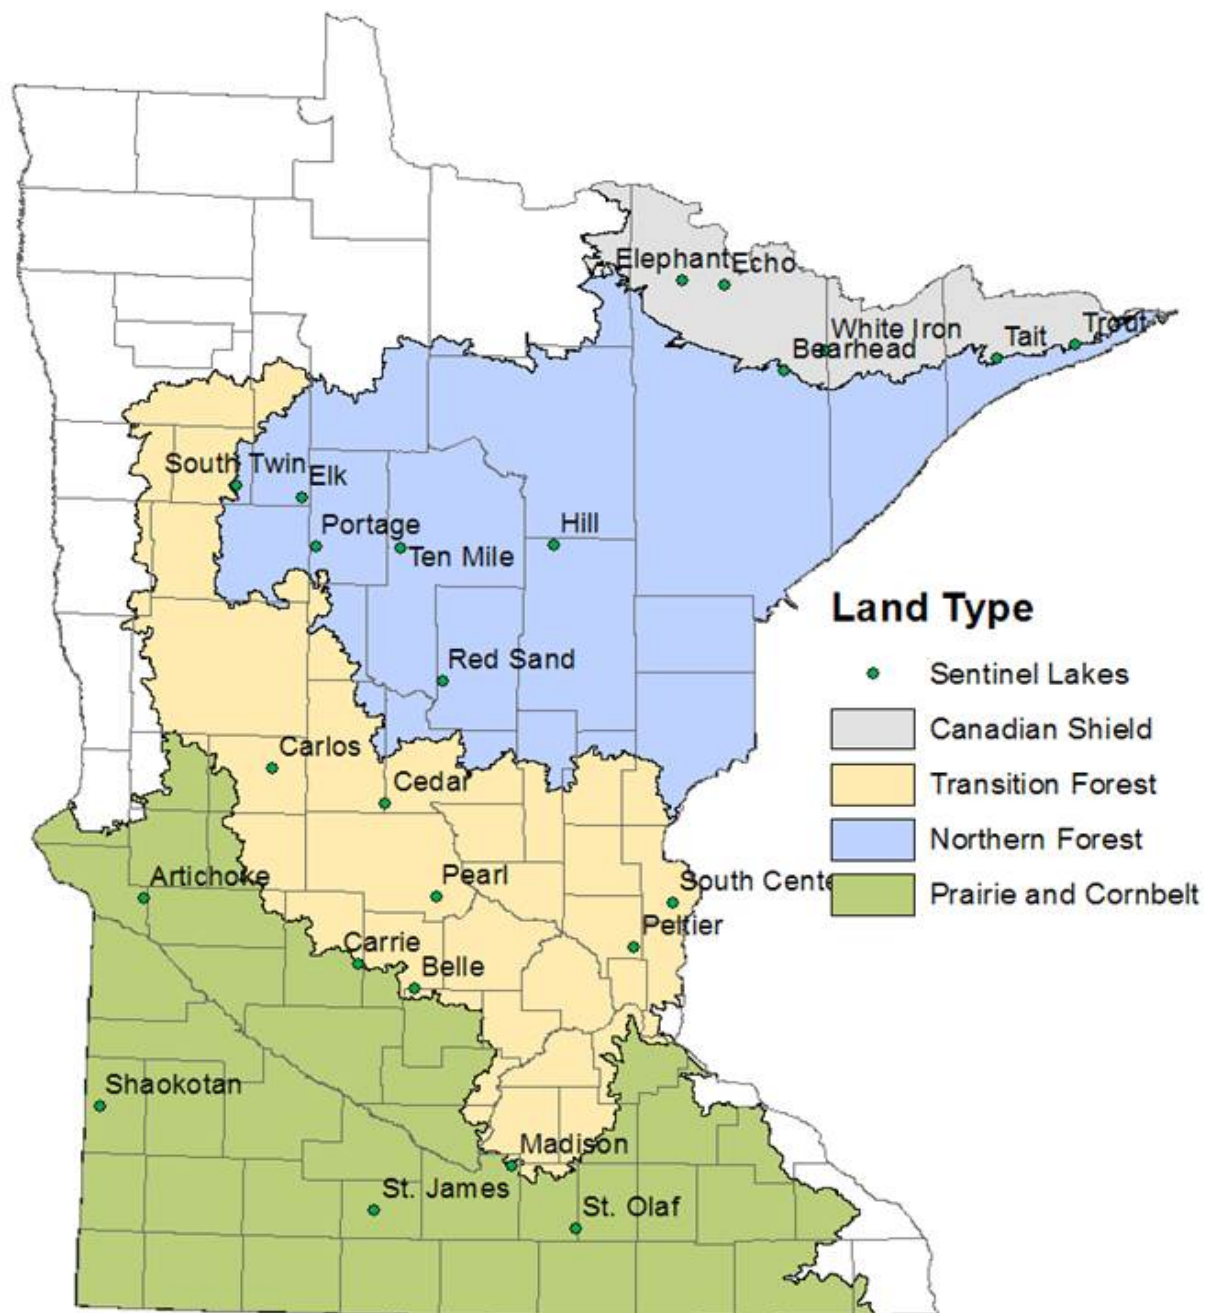 Elephant
Echo
White Iron
Bearhead
Tait
Trout
South Twin
Elk
Portage
Ten Mile
Hill
Red Sand
Carlos
Cedar
Artichoke
Pearl
South Cente
Peltier
Carrie
Belle
Shaokotan
Madison
St. James
St. Olaf
Land Type
Sentinel Lakes
Canadian Shield
Transition Forest
Northern Forest
Prairie and Cornbelt